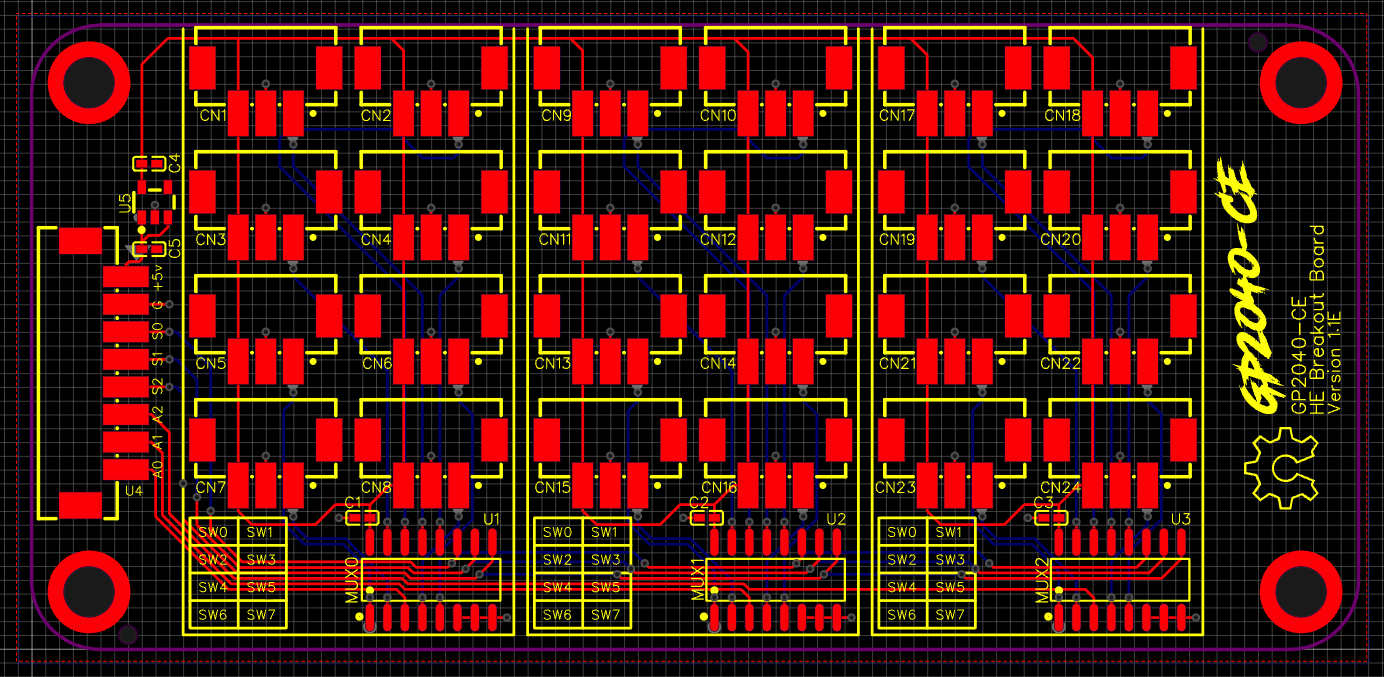 CN1 CN2 CN9 CN10 CN17 CN18
C4
U5
C5
CN3 CN4 CN11 CN12 CN19 CN20
+5v
G
S0
S1
S2
A2
A1
A0
U4
CN5 CN6 CN13 CN14 CN21 CN22
CN7 CN8 CN15 CN16 CN23 CN24
C1 U1 C2 U2 C3 U3
SW0 SW1 SW0 SW1 SW0 SW1
SW2 SW3 SW2 SW3 SW2 SW3
SW4 SW5 SW4 SW5 SW4 SW5
SW6 SW7 SW6 SW7 SW6 SW7
MUX0 MUX1 MUX2
GP2040-CE
GP2040-CE
HE Breakout Board
Version 1.1E